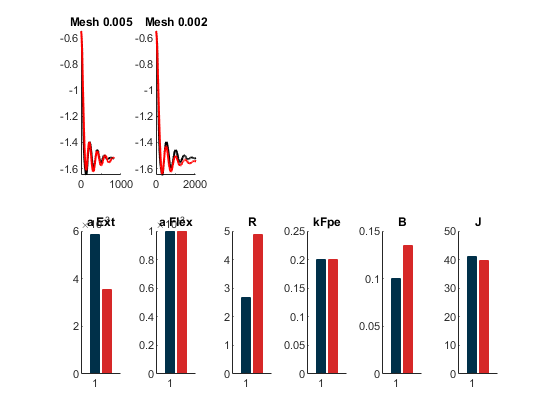 Mesh 0.005 Mesh 0.002
-0.6 -0.6
-0.8 -0.8
-1 -1
-1.2 -1.2
-1.4 -1.4
-1.6 -1.6
0 1000 0 2000
a Ext a Flex R kFpe B J
6 1 5 0.25 0.15 50
0.8 4 0.2 40
4 0.1
0.6 3 0.15 30
0.4 2 0.1 20
2 0.05
0.2 1 0.05 10
0 0 0 0 0 0
1 1 1 1 1 1